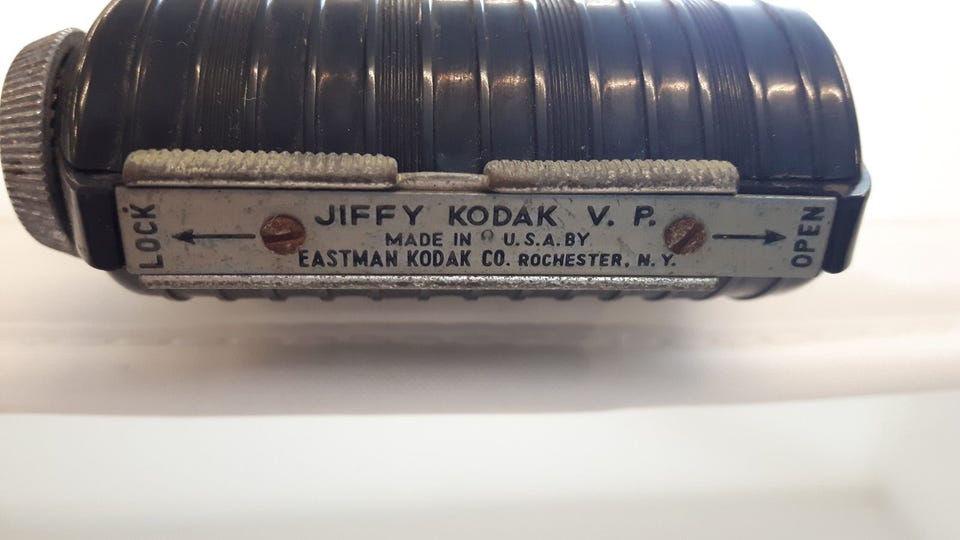 LOCK
JIFFY KODAK V. P.
MADE IN U.S.A. BY
EASTMAN KODAK CO. ROCHESTER, N. Y.
OPEN